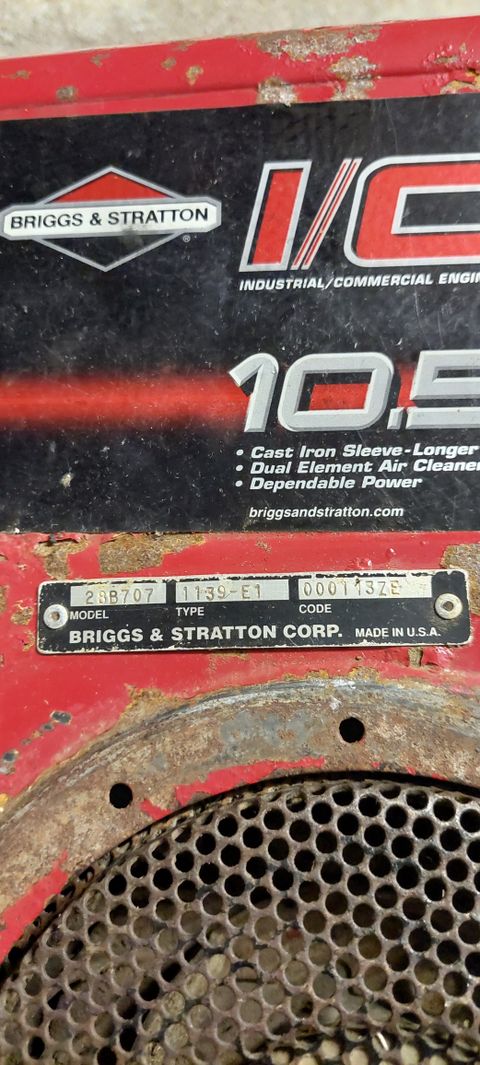 BRIGGS & STRATTON
®
I/C
INDUSTRIAL/COMMERCIAL ENGIN
10.5
• Cast Iron Sleeve-Longer
• Dual Element Air Cleaner
• Dependable Power
briggsandstratton.com
28B707 1139-E1 000113ZE
MODEL TYPE CODE
BRIGGS & STRATTON CORP. MADE IN U.S.A.